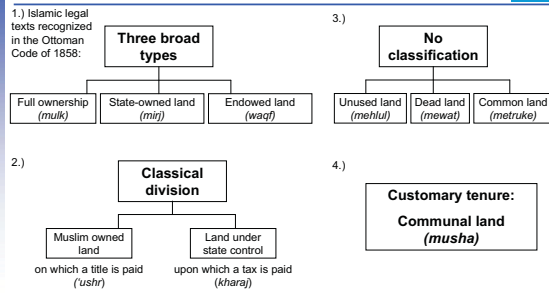 1.) Islamic legal
texts recognized
in the Ottoman
Code of 1858:
Three broad
types
Full ownership
(mulk)
State-owned land
(mirj)
Endowed land
(waqf)
2.)
Classical
division
Muslim owned
land
on which a title is paid
('ushr)
Land under
state control
upon which a tax is paid
(kharaj)
3.)
No
classification
Unused land
(mehlul)
Dead land
(mewat)
Common land
(metruke)
4.)
Customary tenure:
Communal land
(musha)